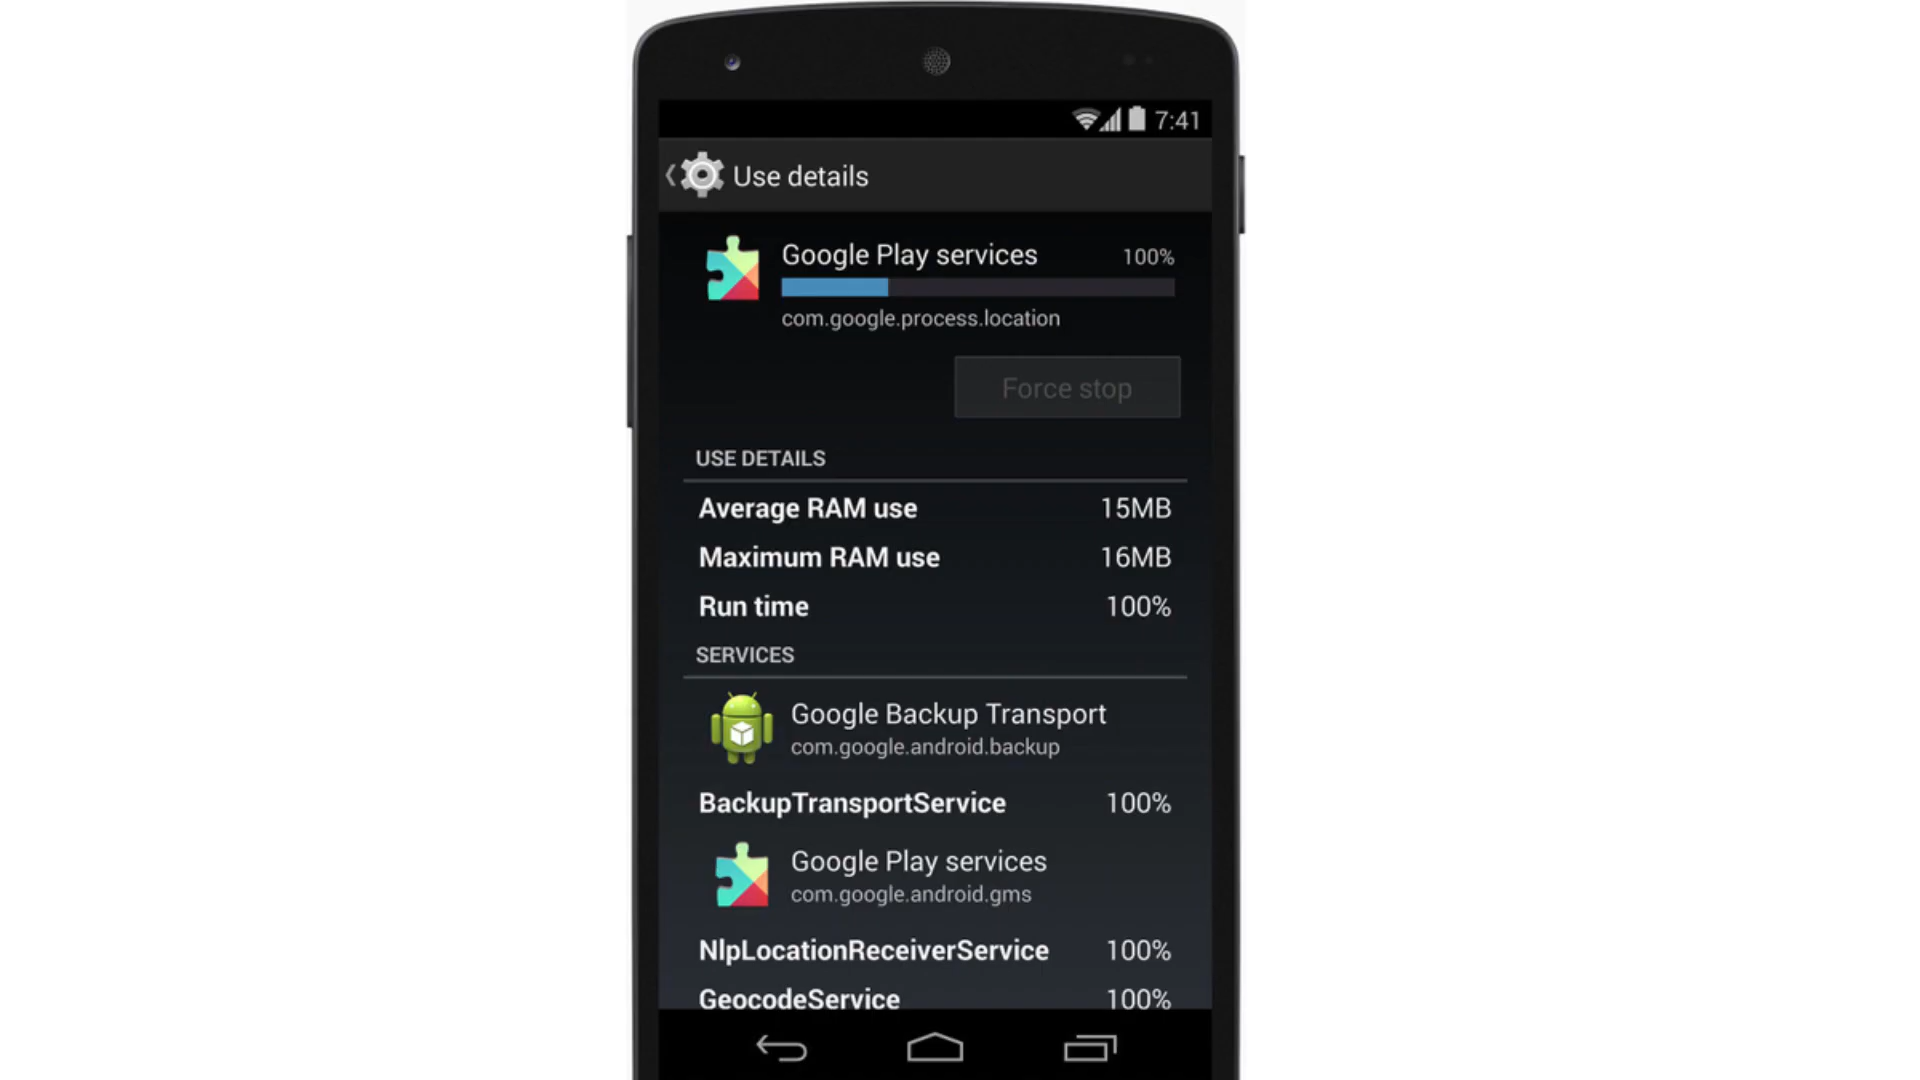 7:41
Use details
Google Play services 100%
com.google.process.location
Force stop
USE DETAILS
Average RAM use 15MB
Maximum RAM use 16MB
Run time 100%
SERVICES
Google Backup Transport
com.google.android.backup
BackupTransportService 100%
Google Play services
com.google.android.gms
NlpLocationReceiverService 100%
GeocodeService 100%